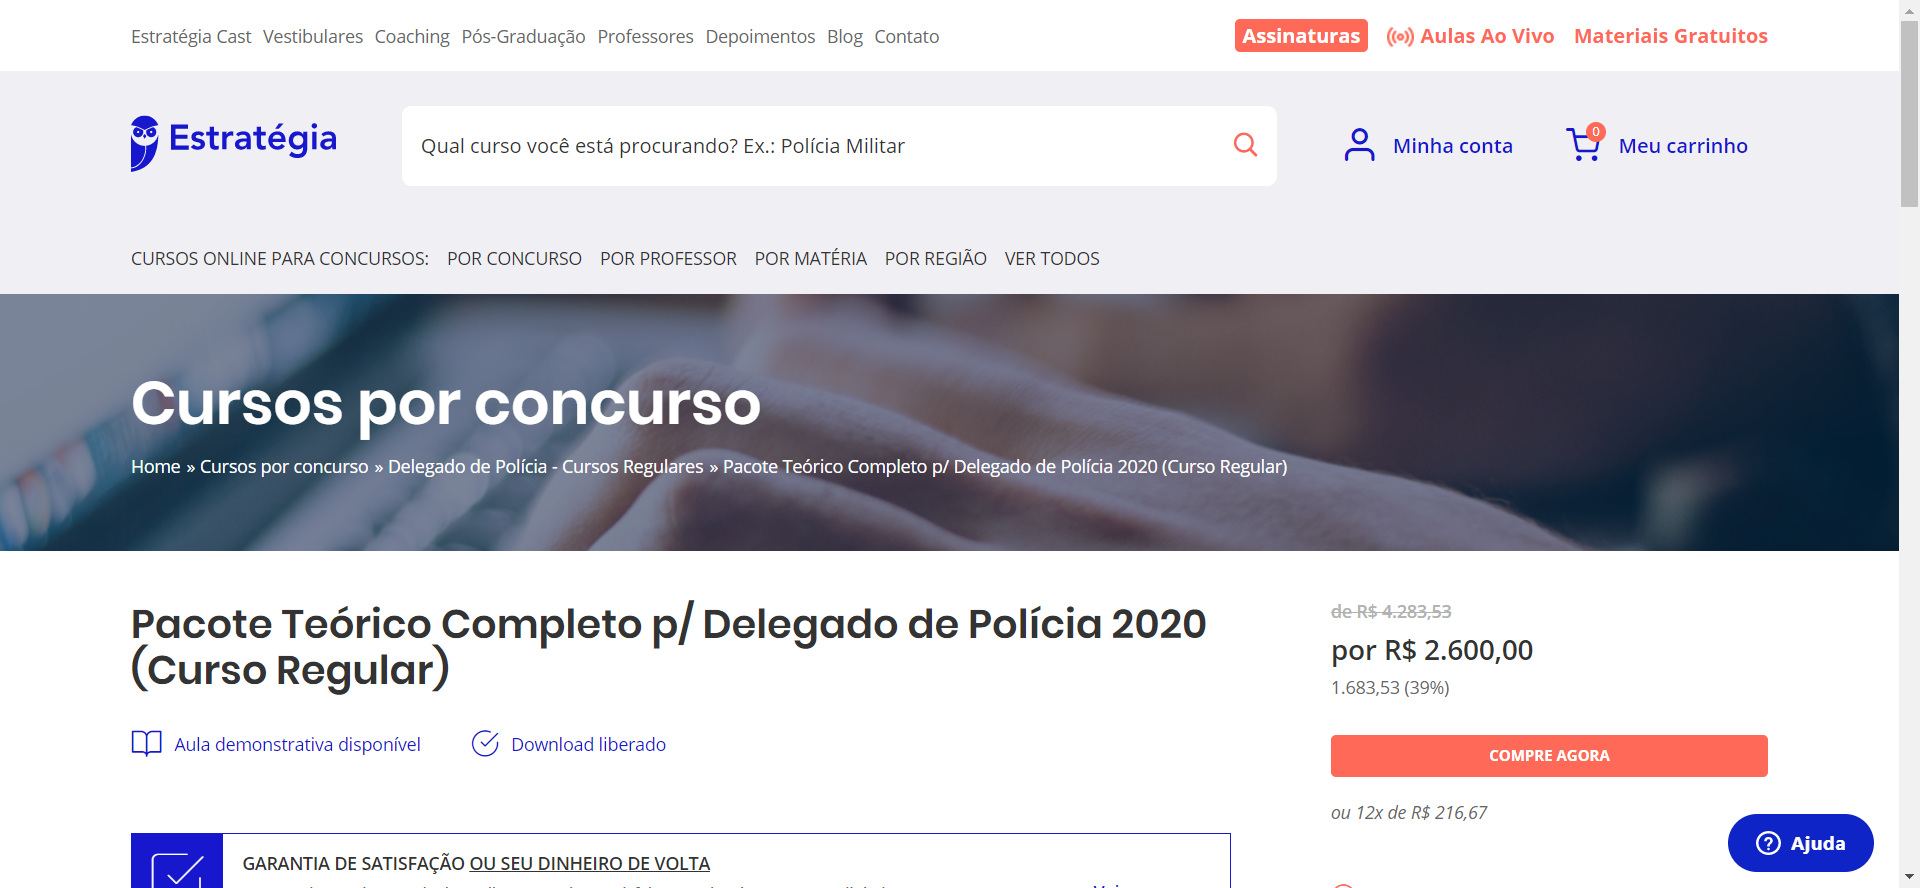 Estratégia Cast Vestibulares Coaching Pós-Graduação Professores Depoimentos Blog Contato
Assinaturas Aulas Ao Vivo Materiais Gratuitos
Estratégia
Qual curso você está procurando? Ex.: Polícia Militar
Minha conta
0
Meu carrinho
CURSOS ONLINE PARA CONCURSOS: POR CONCURSO POR PROFESSOR POR MATÉRIA POR REGIÃO VER TODOS
Cursos por concurso
Home » Cursos por concurso » Delegado de Polícia - Cursos Regulares » Pacote Teórico Completo p/ Delegado de Polícia 2020 (Curso Regular)
Pacote Teórico Completo p/ Delegado de Polícia 2020
(Curso Regular)
Aula demonstrativa disponível
Download liberado
de R$ 4.283,53
por R$ 2.600,00
1.683,53 (39%)
COMPRE AGORA
ou 12x de R$ 216,67
GARANTIA DE SATISFAÇÃO OU SEU DINHEIRO DE VOLTA
Ajuda